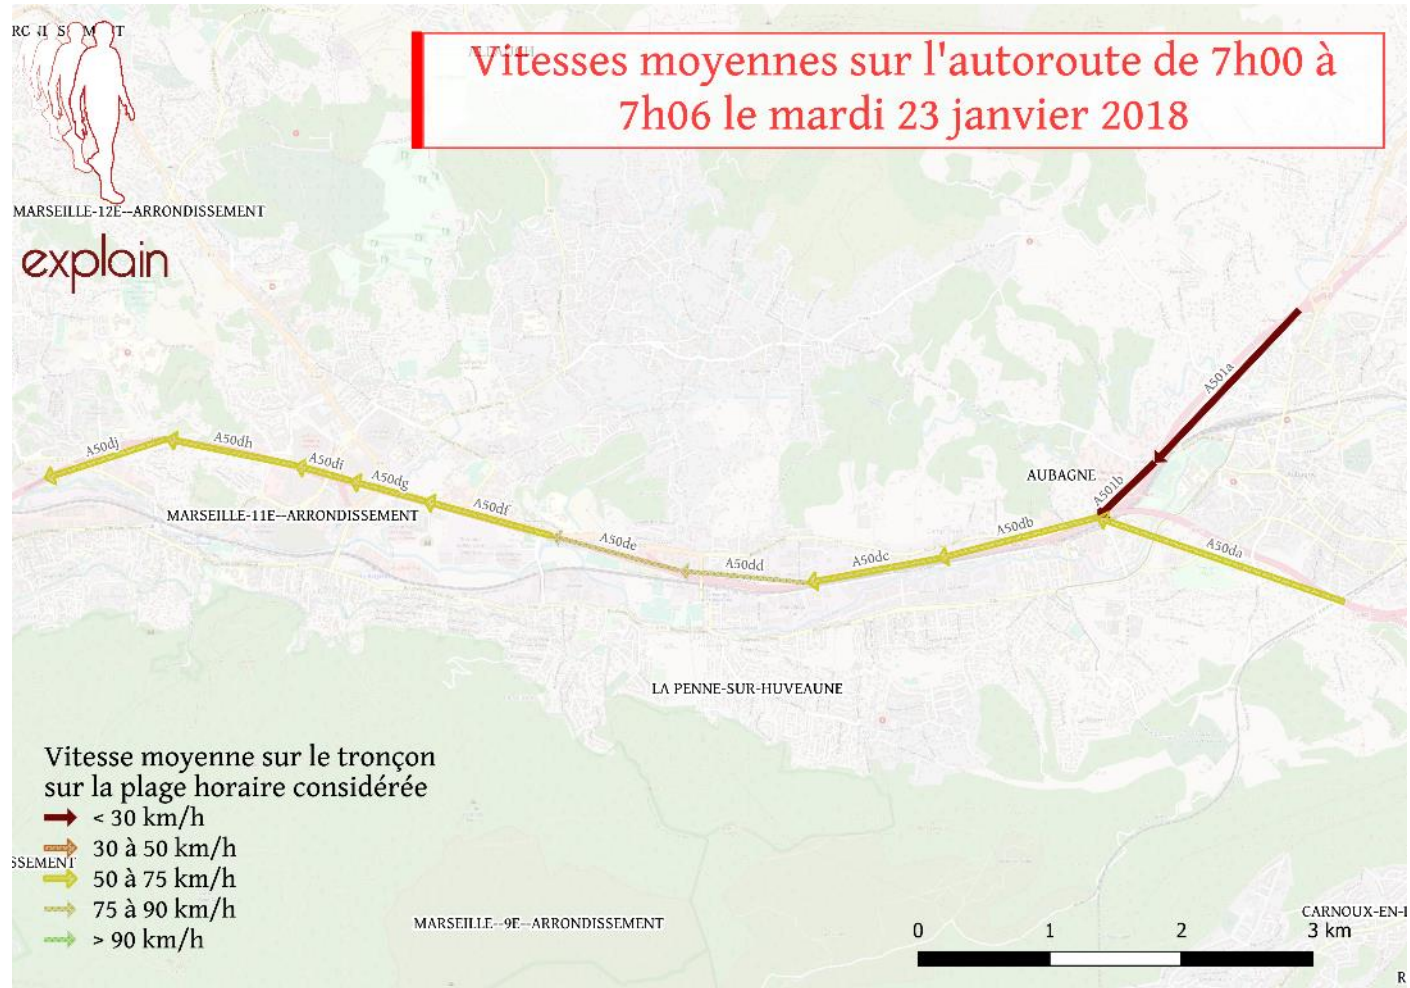 Vitesses moyennes sur l'autoroute de 7h00 à
7h06 le mardi 23 janvier 2018
MARSEILLE-12E--ARRONDISSEMENT
explain
A501a
A50dj
A50dh
A50di
A50dg
AUBAGNE
A501b
MARSEILLE-11E--ARRONDISSEMENT
A50df
A50de
A50dd
A50dc
A50db
A50da
LA PENNE-SUR-HUVEAUNE
Vitesse moyenne sur le tronçon
sur la plage horaire considérée
< 30 km/h
30 à 50 km/h
SSEMENT
50 à 75 km/h
75 à 90 km/h
> 90 km/h
MARSEILLE--9E--ARRONDISSEMENT
CARNOUX-EN-
0 1 2 3 km
R